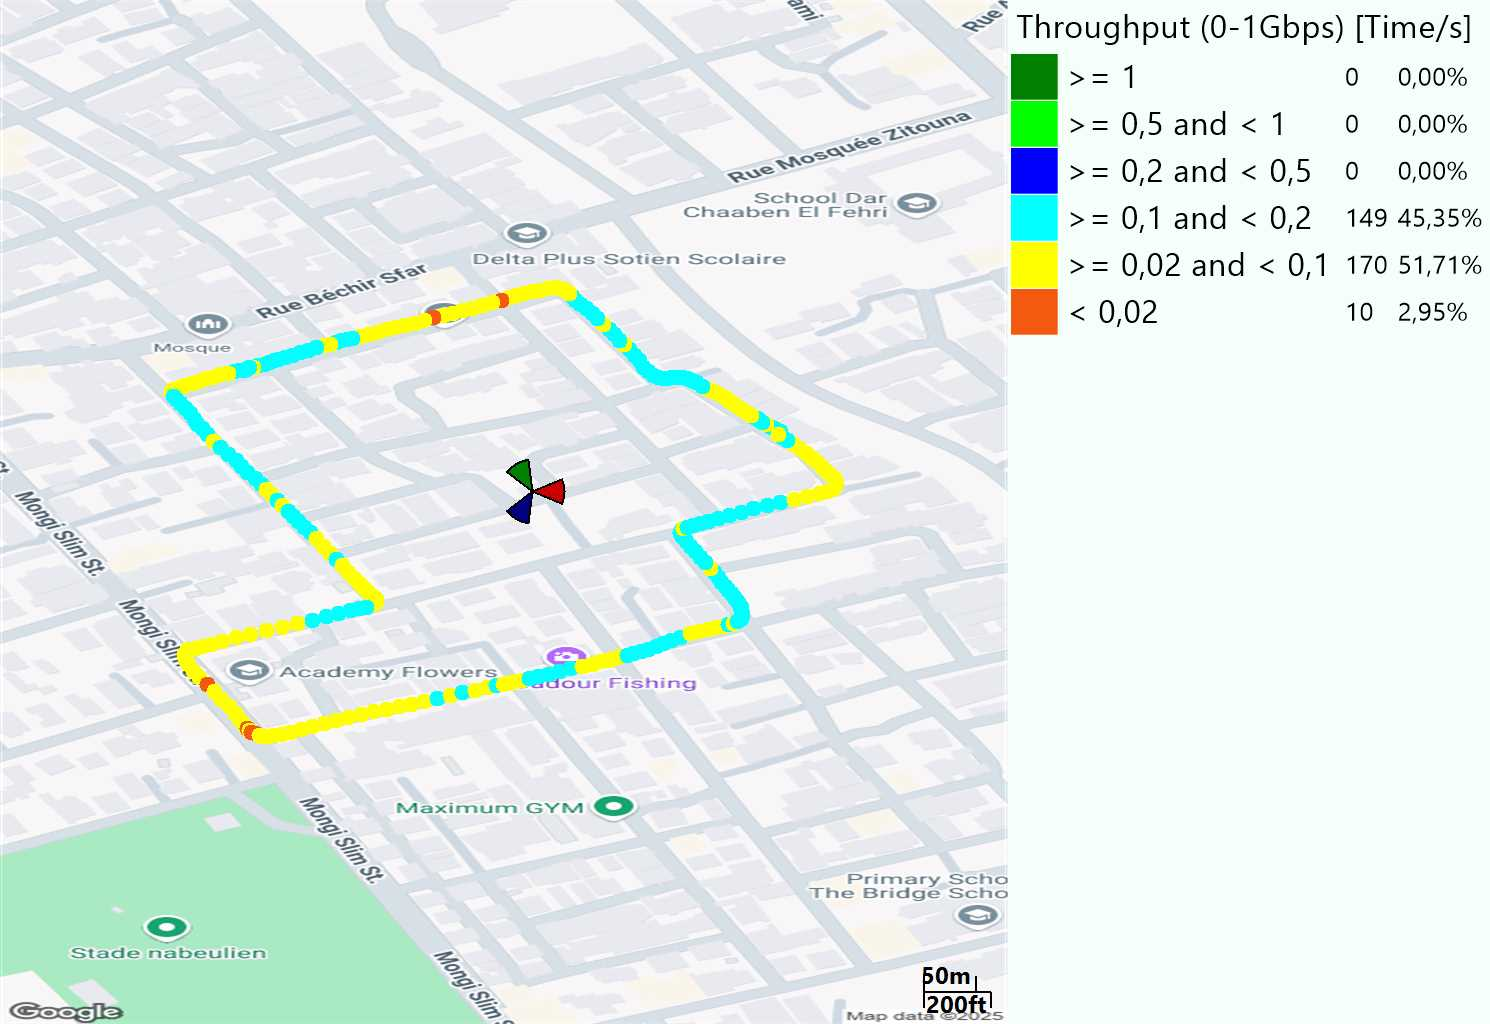 Throughput (0-1Gbps) [Time/s]
>= 1 0 0,00%
>= 0,5 and < 1 0 0,00%
>= 0,2 and < 0,5 0 0,00%
>= 0,1 and < 0,2 149 45,35%
>= 0,02 and < 0,1 170 51,71%
< 0,02 10 2,95%
Rue Mosquée Zitouna
School Dar
Chaaben El Fehri
Delta Plus Sotien Scolaire
Rue Béchir Sfar
Mosque
Mongi Slim St.
Academy Flowers
adour Fishing
Maximum GYM
Mongi Slim St.
Primary Scho
The Bridge Scho
Stade nabeulien
Mongi Slim S
50m
200ft
Google
Map data ©2025